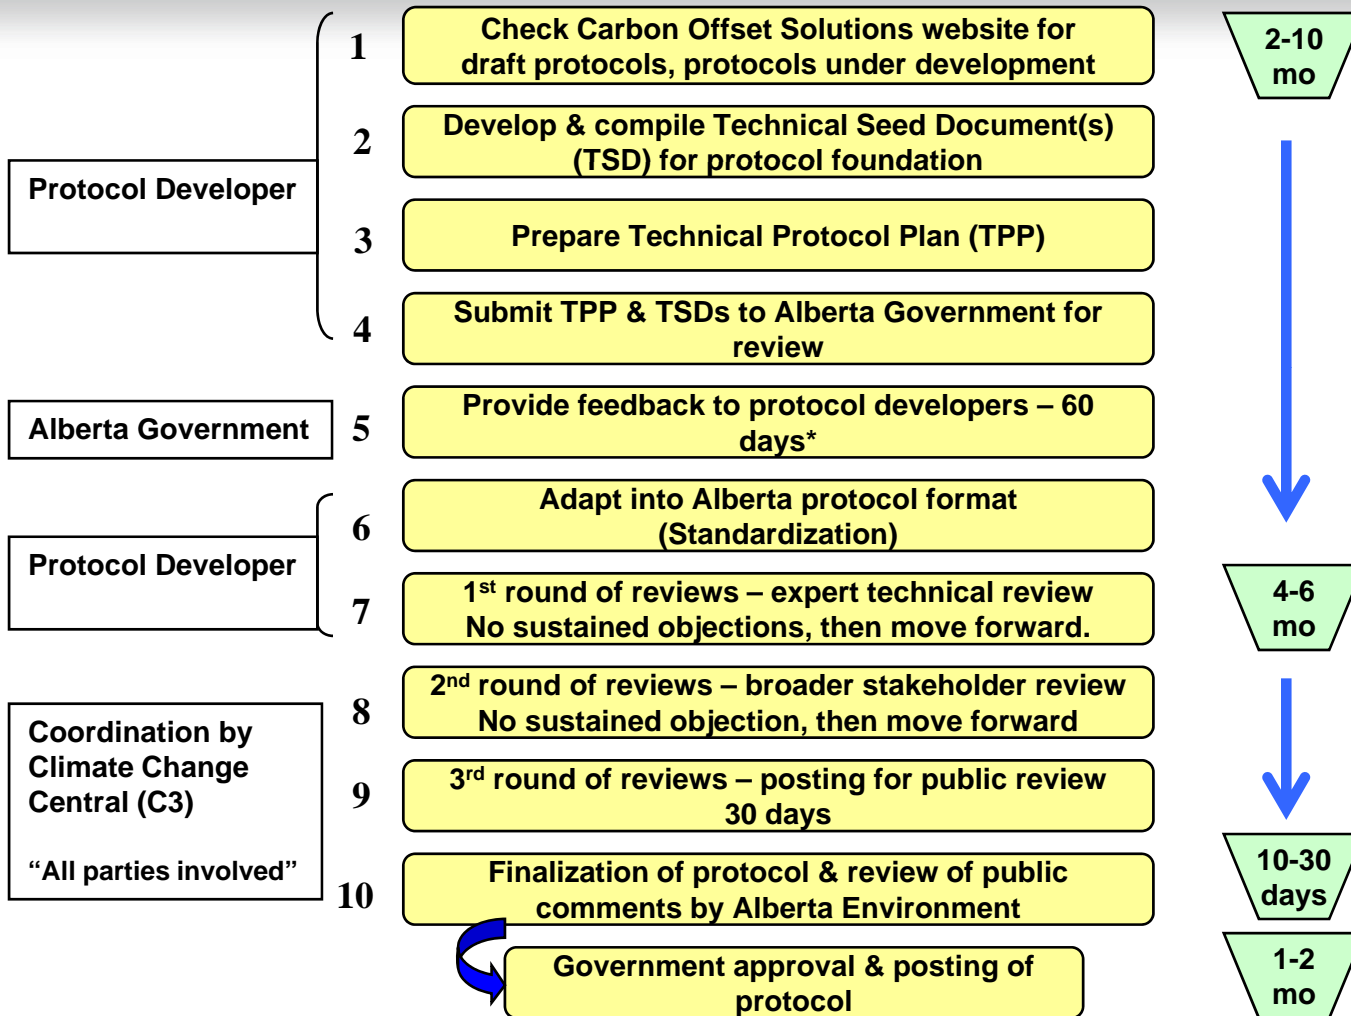 1
Check Carbon Offset Solutions website for
draft protocols, protocols under development
2-10
mo
2
Develop & compile Technical Seed Document(s)
(TSD) for protocol foundation
Protocol Developer
3
Prepare Technical Protocol Plan (TPP)
4
Submit TPP & TSDs to Alberta Government for
review
Alberta Government
5
Provide feedback to protocol developers – 60
days*
6
Adapt into Alberta protocol format
(Standardization)
Protocol Developer
7
1st round of reviews – expert technical review
No sustained objections, then move forward.
4-6
mo
8
2nd round of reviews – broader stakeholder review
No sustained objection, then move forward
Coordination by
Climate Change
Central (C3)
“All parties involved”
9
3rd round of reviews – posting for public review
30 days
10
Finalization of protocol & review of public
comments by Alberta Environment
10-30
days
Government approval & posting of
protocol
1-2
mo